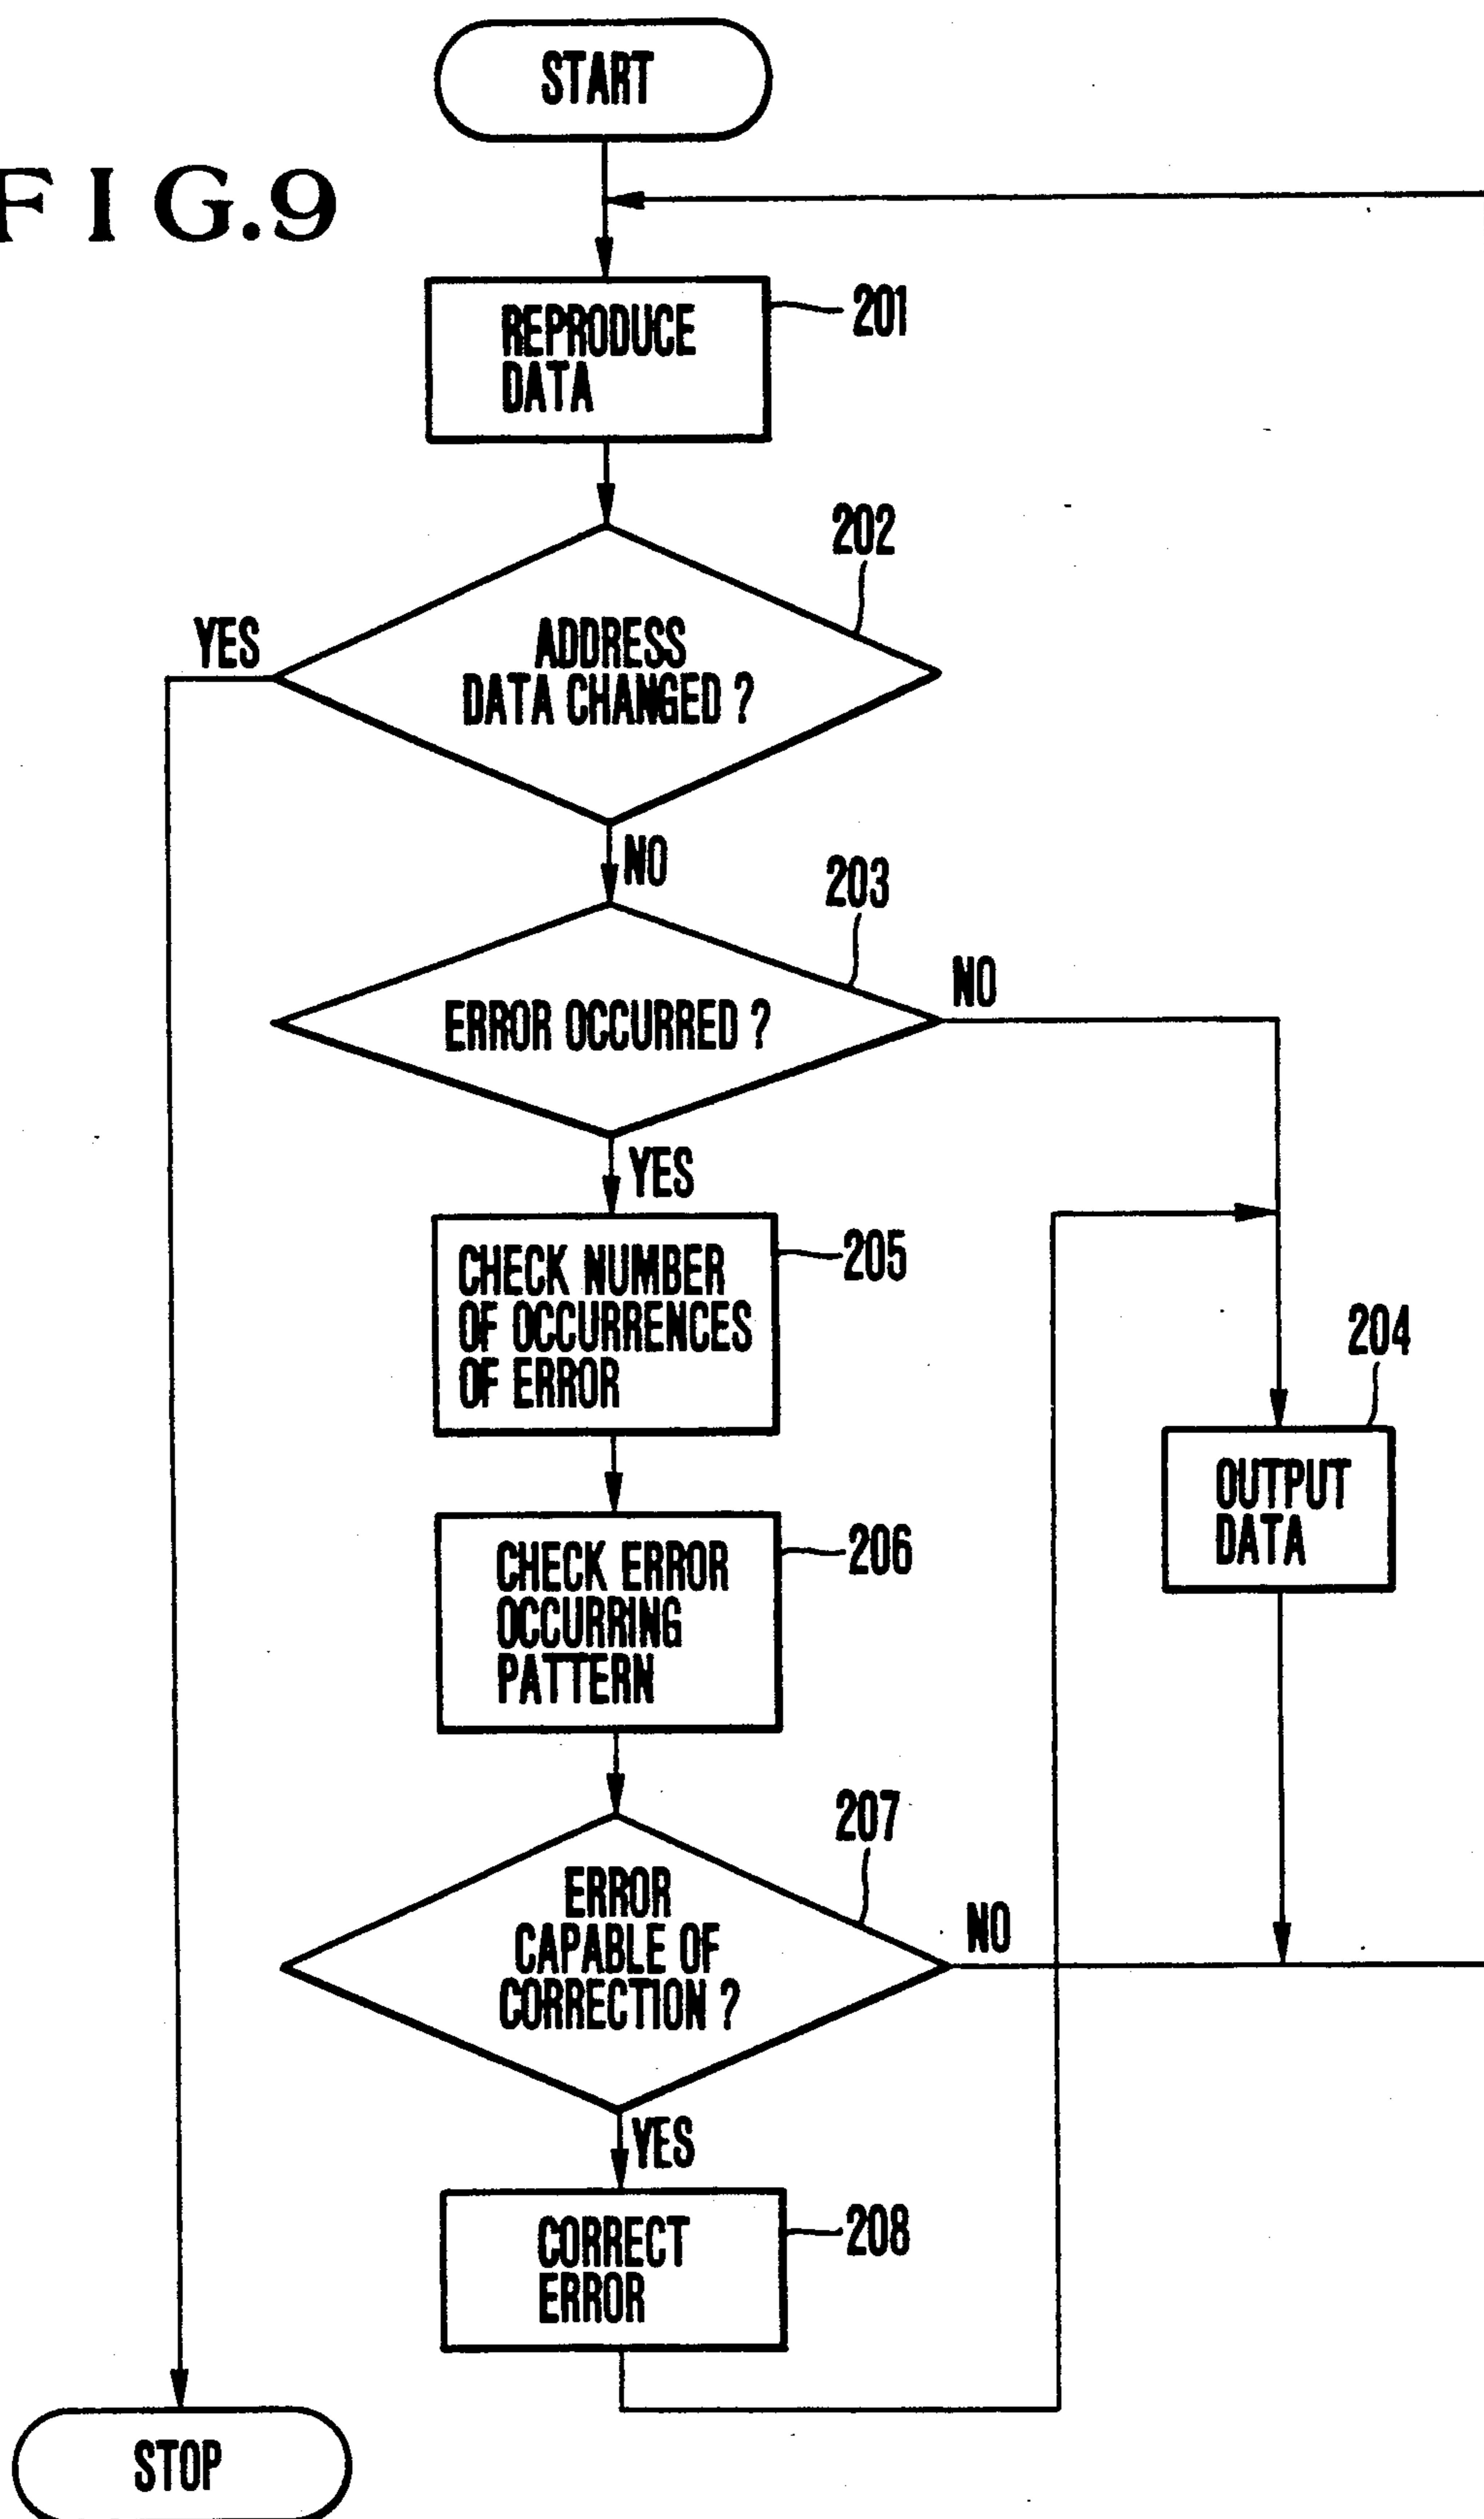 START
FIG.9
REPRODUCE
DATA
201
202
YES
ADDRESS
DATA CHANGED ?
NO
203
NO
ERROR OCCURRED ?
YES
CHECK NUMBER
OF OCCURRENCES
OF ERROR
205
204
OUTPUT
DATA
CHECK ERROR
OCCURRING
PATTERN
206
207
ERROR
CAPABLE OF
CORRECTION ?
NO
YES
CORRECT
ERROR
208
STOP